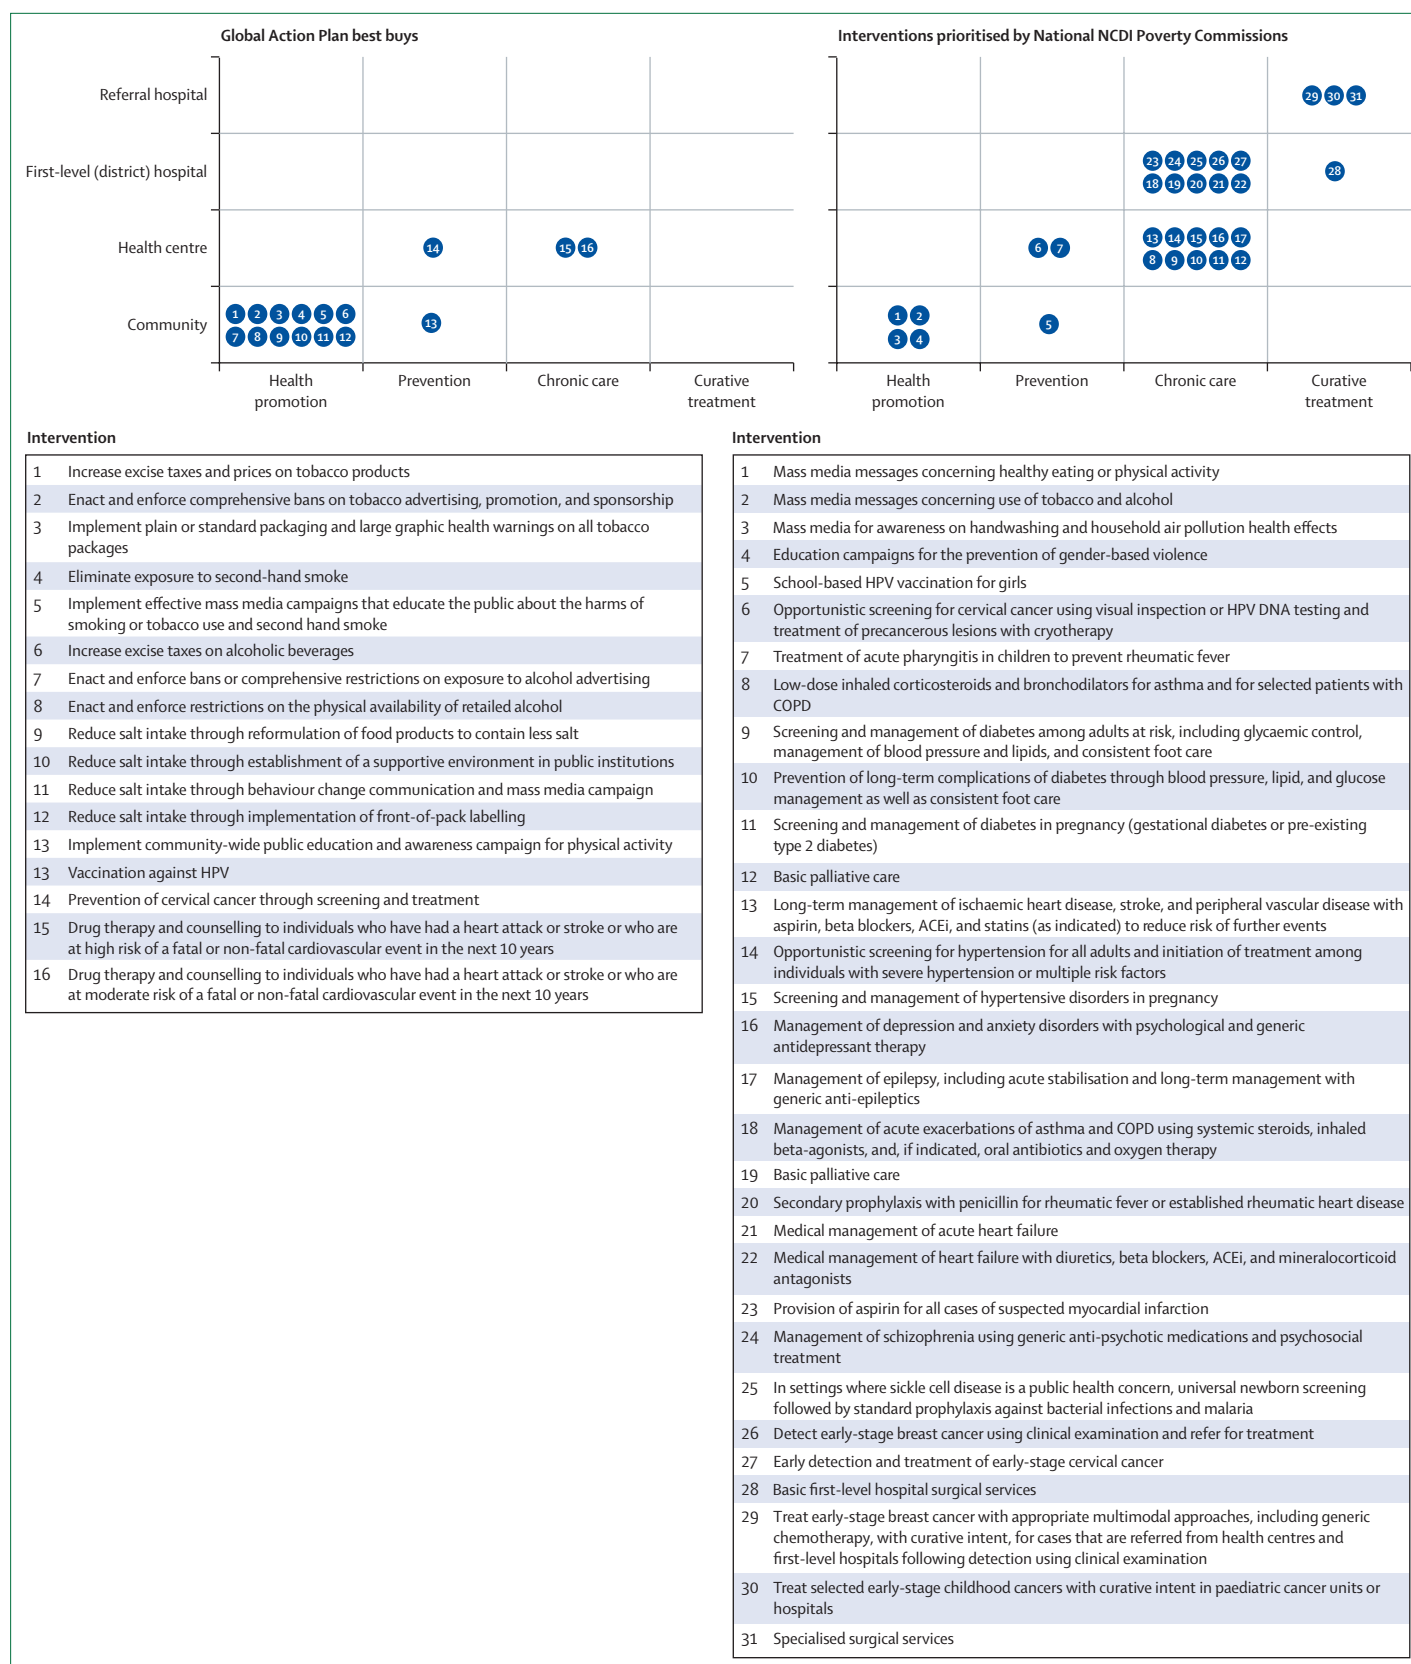 Global Action Plan best buys
Interventions prioritised by National NCDI Poverty Commissions
Referral hospital
29 30 31
First-level (district) hospital
23 24 25 26 27
18 19 20 21 22
28
Health centre
14
15 16
6 7
13 14 15 16 17
8 9 10 11 12
Community
1 2 3 4 5 6
7 8 9 10 11 12
13
1 2
3 4
5
Health
promotion
Prevention
Chronic care
Curative
treatment
Health
promotion
Prevention
Chronic care
Curative
treatment
Intervention
1 Increase excise taxes and prices on tobacco products
2 Enact and enforce comprehensive bans on tobacco advertising, promotion, and sponsorship
3 Implement plain or standard packaging and large graphic health warnings on all tobacco
packages
4 Eliminate exposure to second-hand smoke
5 Implement effective mass media campaigns that educate the public about the harms of
smoking or tobacco use and second hand smoke
6 Increase excise taxes on alcoholic beverages
7 Enact and enforce bans or comprehensive restrictions on exposure to alcohol advertising
8 Enact and enforce restrictions on the physical availability of retailed alcohol
9 Reduce salt intake through reformulation of food products to contain less salt
10 Reduce salt intake through establishment of a supportive environment in public institutions
11 Reduce salt intake through behaviour change communication and mass media campaign
12 Reduce salt intake through implementation of front-of-pack labelling
13 Implement community-wide public education and awareness campaign for physical activity
13 Vaccination against HPV
14 Prevention of cervical cancer through screening and treatment
15 Drug therapy and counselling to individuals who have had a heart attack or stroke or who are
at high risk of a fatal or non-fatal cardiovascular event in the next 10 years
16 Drug therapy and counselling to individuals who have had a heart attack or stroke or who are
at moderate risk of a fatal or non-fatal cardiovascular event in the next 10 years
Intervention
1 Mass media messages concerning healthy eating or physical activity
2 Mass media messages concerning use of tobacco and alcohol
3 Mass media for awareness on handwashing and household air pollution health effects
4 Education campaigns for the prevention of gender-based violence
5 School-based HPV vaccination for girls
6 Opportunistic screening for cervical cancer using visual inspection or HPV DNA testing and
treatment of precancerous lesions with cryotherapy
7 Treatment of acute pharyngitis in children to prevent rheumatic fever
8 Low-dose inhaled corticosteroids and bronchodilators for asthma and for selected patients with
COPD
9 Screening and management of diabetes among adults at risk, including glycaemic control,
management of blood pressure and lipids, and consistent foot care
10 Prevention of long-term complications of diabetes through blood pressure, lipid, and glucose
management as well as consistent foot care
11 Screening and management of diabetes in pregnancy (gestational diabetes or pre-existing
type 2 diabetes)
12 Basic palliative care
13 Long-term management of ischaemic heart disease, stroke, and peripheral vascular disease with
aspirin, beta blockers, ACEi, and statins (as indicated) to reduce risk of further events
14 Opportunistic screening for hypertension for all adults and initiation of treatment among
individuals with severe hypertension or multiple risk factors
15 Screening and management of hypertensive disorders in pregnancy
16 Management of depression and anxiety disorders with psychological and generic
antidepressant therapy
17 Management of epilepsy, including acute stabilisation and long-term management with
generic anti-epileptics
18 Management of acute exacerbations of asthma and COPD using systemic steroids, inhaled
beta-agonists, and, if indicated, oral antibiotics and oxygen therapy
19 Basic palliative care
20 Secondary prophylaxis with penicillin for rheumatic fever or established rheumatic heart disease
21 Medical management of acute heart failure
22 Medical management of heart failure with diuretics, beta blockers, ACEi, and mineralocorticoid
antagonists
23 Provision of aspirin for all cases of suspected myocardial infarction
24 Management of schizophrenia using generic anti-psychotic medications and psychosocial
treatment
25 In settings where sickle cell disease is a public health concern, universal newborn screening
followed by standard prophylaxis against bacterial infections and malaria
26 Detect early-stage breast cancer using clinical examination and refer for treatment
27 Early detection and treatment of early-stage cervical cancer
28 Basic first-level hospital surgical services
29 Treat early-stage breast cancer with appropriate multimodal approaches, including generic
chemotherapy, with curative intent, for cases that are referred from health centres and
first-level hospitals following detection using clinical examination
30 Treat selected early-stage childhood cancers with curative intent in paediatric cancer units or
hospitals
31 Specialised surgical services